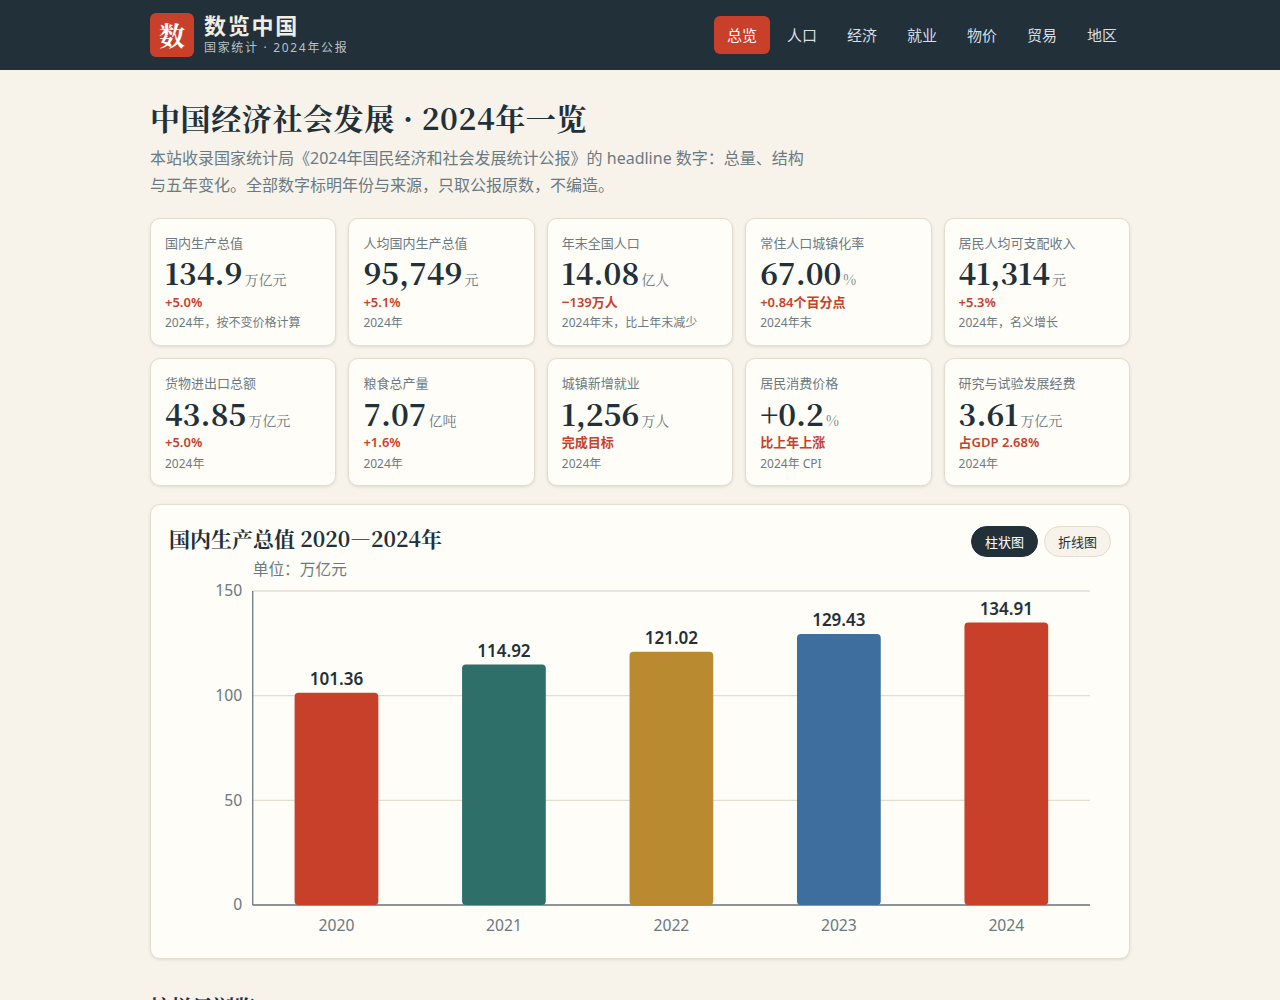 数
数览中国
国家统计 · 2024年公报
总览 人口 经济 就业 物价 贸易 地区
中国经济社会发展 · 2024年一览
本站收录国家统计局《2024年国民经济和社会发展统计公报》的 headline 数字：总量、结构
与五年变化。全部数字标明年份与来源，只取公报原数，不编造。
国内生产总值
134.9万亿元
+5.0%
2024年，按不变价格计算
人均国内生产总值
95,749元
+5.1%
2024年
年末全国人口
14.08亿人
−139万人
2024年末，比上年末减少
常住人口城镇化率
67.00%
+0.84个百分点
2024年末
居民人均可支配收入
41,314元
+5.3%
2024年，名义增长
货物进出口总额
43.85万亿元
+5.0%
2024年
粮食总产量
7.07亿吨
+1.6%
2024年
城镇新增就业
1,256万人
完成目标
2024年
居民消费价格
+0.2%
比上年上涨
2024年 CPI
研究与试验发展经费
3.61万亿元
占GDP 2.68%
2024年
国内生产总值 2020—2024年
柱状图 折线图
单位：万亿元
150
100
50
0
101.36
114.92
121.02
129.43
134.91
2020 2021 2022 2023 2024